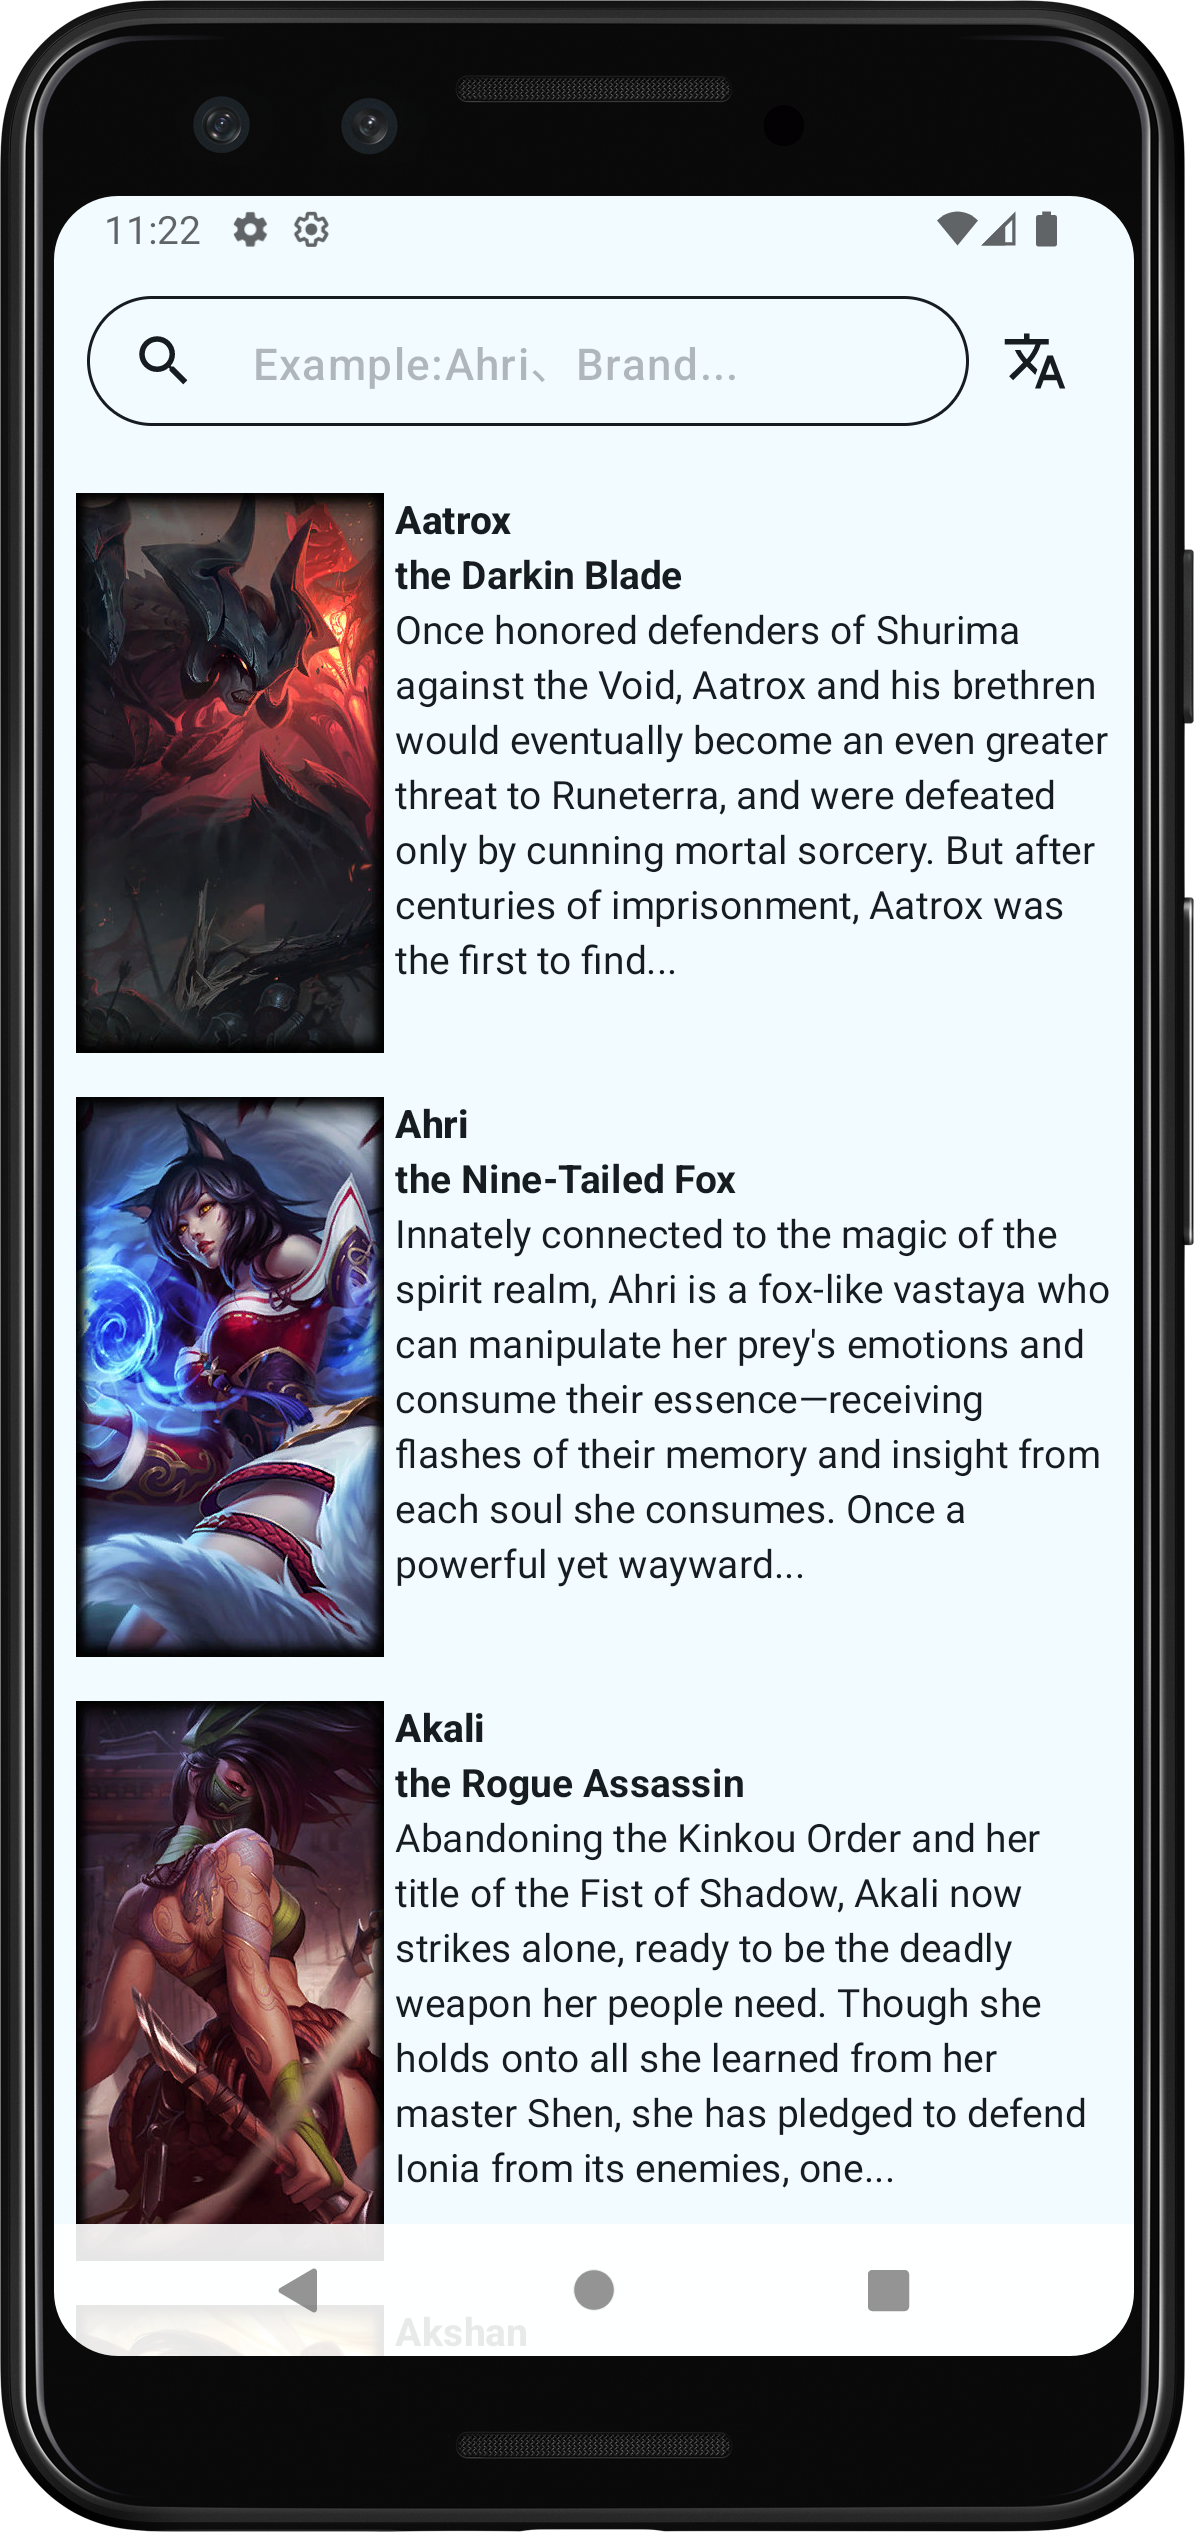 11:22
Example:Ahri、Brand...
Aatrox
the Darkin Blade
Once honored defenders of Shurima
against the Void, Aatrox and his brethren
would eventually become an even greater
threat to Runeterra, and were defeated
only by cunning mortal sorcery. But after
centuries of imprisonment, Aatrox was
the first to find...
Ahri
the Nine-Tailed Fox
Innately connected to the magic of the
spirit realm, Ahri is a fox-like vastaya who
can manipulate her prey's emotions and
consume their essence—receiving
flashes of their memory and insight from
each soul she consumes. Once a
powerful yet wayward...
Akali
the Rogue Assassin
Abandoning the Kinkou Order and her
title of the Fist of Shadow, Akali now
strikes alone, ready to be the deadly
weapon her people need. Though she
holds onto all she learned from her
master Shen, she has pledged to defend
Ionia from its enemies, one...
Akshan